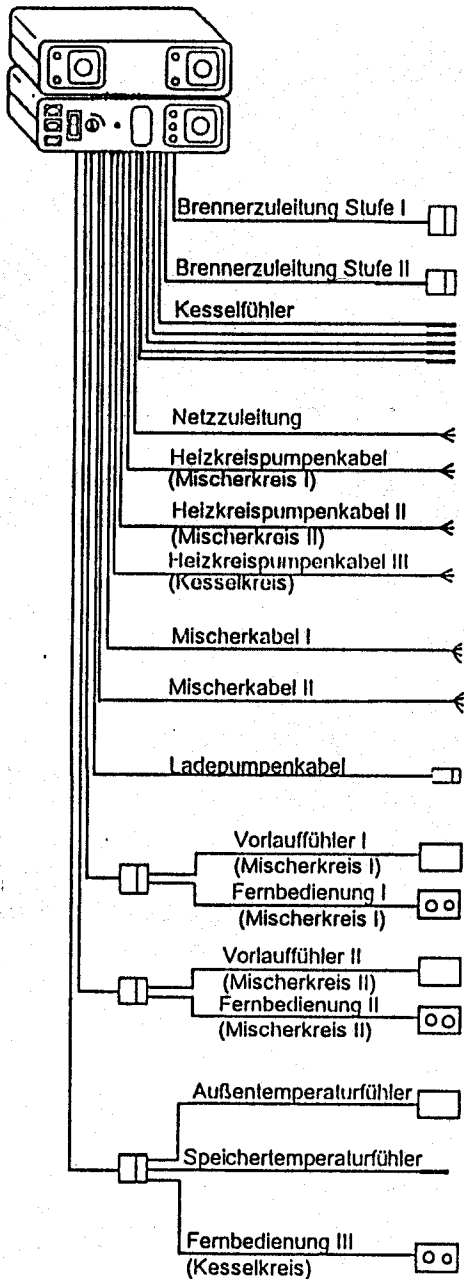 Brennerzuleitung Stufe I
Brennerzuleitung Stufe II
Kesselfühler
Netzzuleitung
Heizkreispumpenkabel
(Mischerkreis I)
Heizkreispumpenkabel II
(Mischerkreis II)
Heizkreispumpenkabel III
(Kesselkreis)
Mischerkabel I
Mischerkabel II
Ladepumpenkabel
Vorlauffühler I
(Mischerkreis I)
Fernbedienung I
(Mischerkreis I)
Vorlauffühler II
(Mischerkreis II)
Fernbedienung II
(Mischerkreis II)
Außentemperaturfühler
Speichertemperaturfühler
Fernbedienung III
(Kesselkreis)